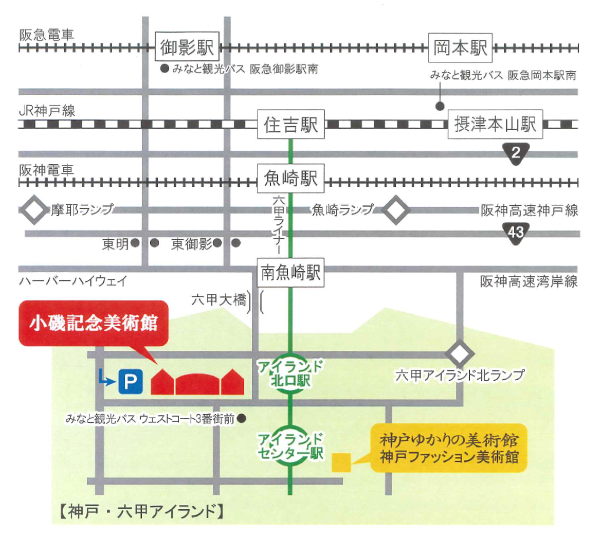 阪急電車
御影駅
岡本駅
みなと観光バス 阪急御影駅南
みなと観光バス 阪急岡本駅南
JR神戸線
住吉駅
摂津本山駅
2
阪神電車
魚崎駅
摩耶ランプ
六甲ライナー
魚崎ランプ
阪神高速神戸線
43
東明
東御影
ハーバーハイウェイ
南魚崎駅
阪神高速湾岸線
六甲大橋
小磯記念美術館
P
アイランド
北口駅
六甲アイランド北ランプ
みなと観光バス ウェストコート3番街前
アイランド
センター駅
神戸ゆかりの美術館
神戸ファッション美術館
【神戸・六甲アイランド】